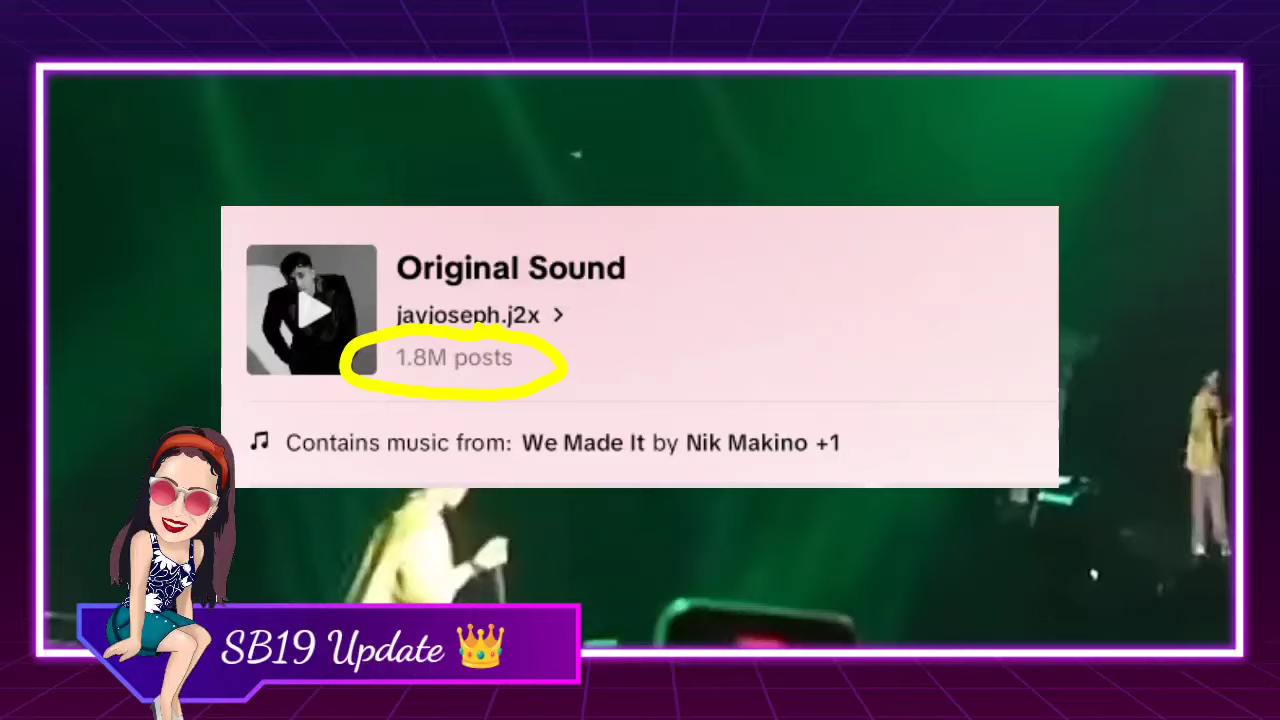 Original Sound
javjoseph.j2x >
1.8M posts
Contains music from: We Made It by Nik Makino +1
SB19 Update